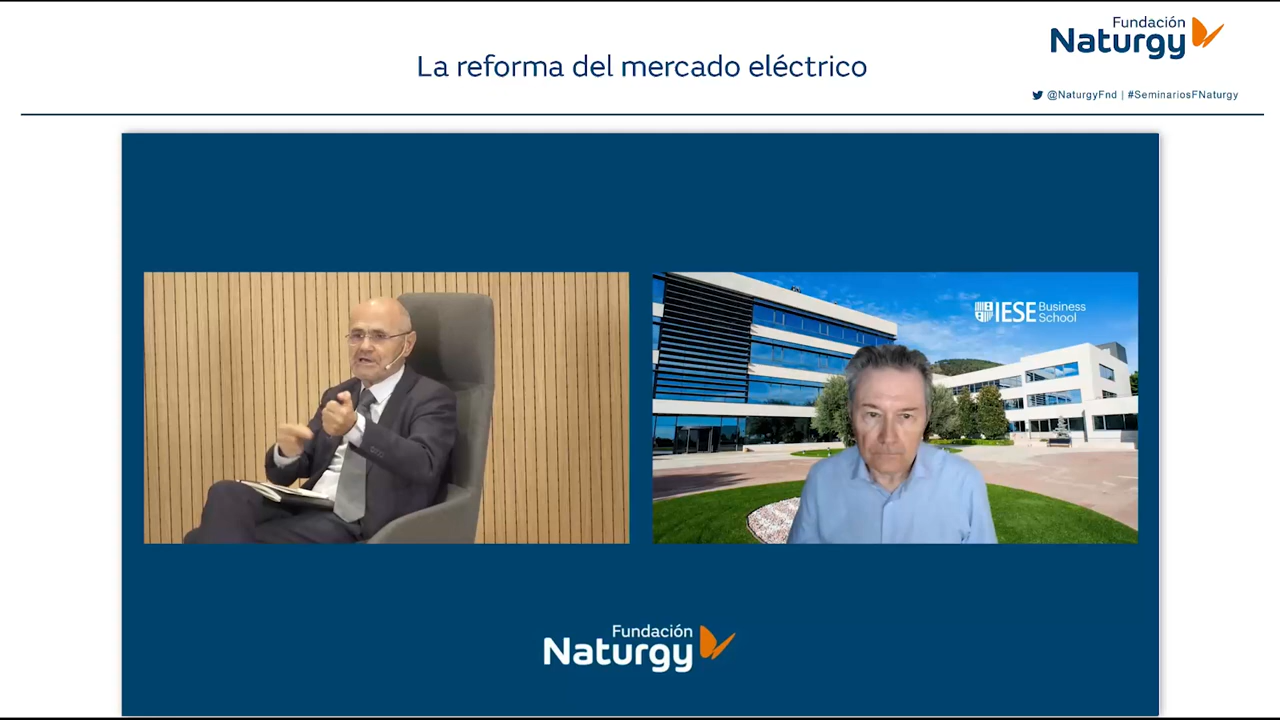 Fundación
Naturgy
La reforma del mercado eléctrico
@NaturgyFnd | #SeminariosFNaturgy
IESE Business
School
Fundación
Naturgy